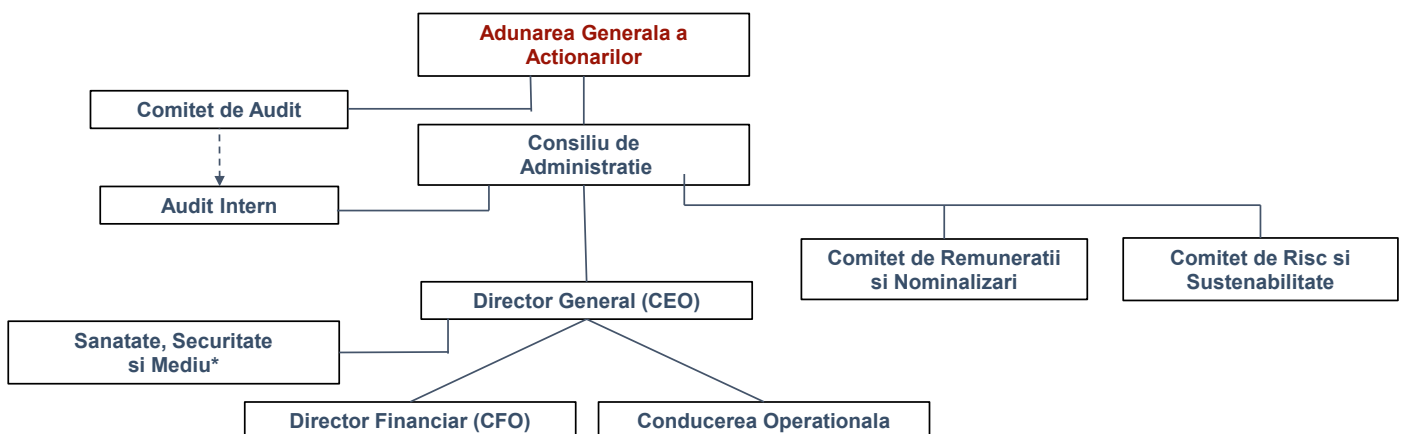 Adunarea Generala a
Actionarilor
Comitet de Audit
Consiliu de
Administratie
Audit Intern
Comitet de Remuneratii
si Nominalizari
Comitet de Risc si
Sustenabilitate
Director General (CEO)
Sanatate, Securitate
si Mediu*
Director Financiar (CFO)
Conducerea Operationala